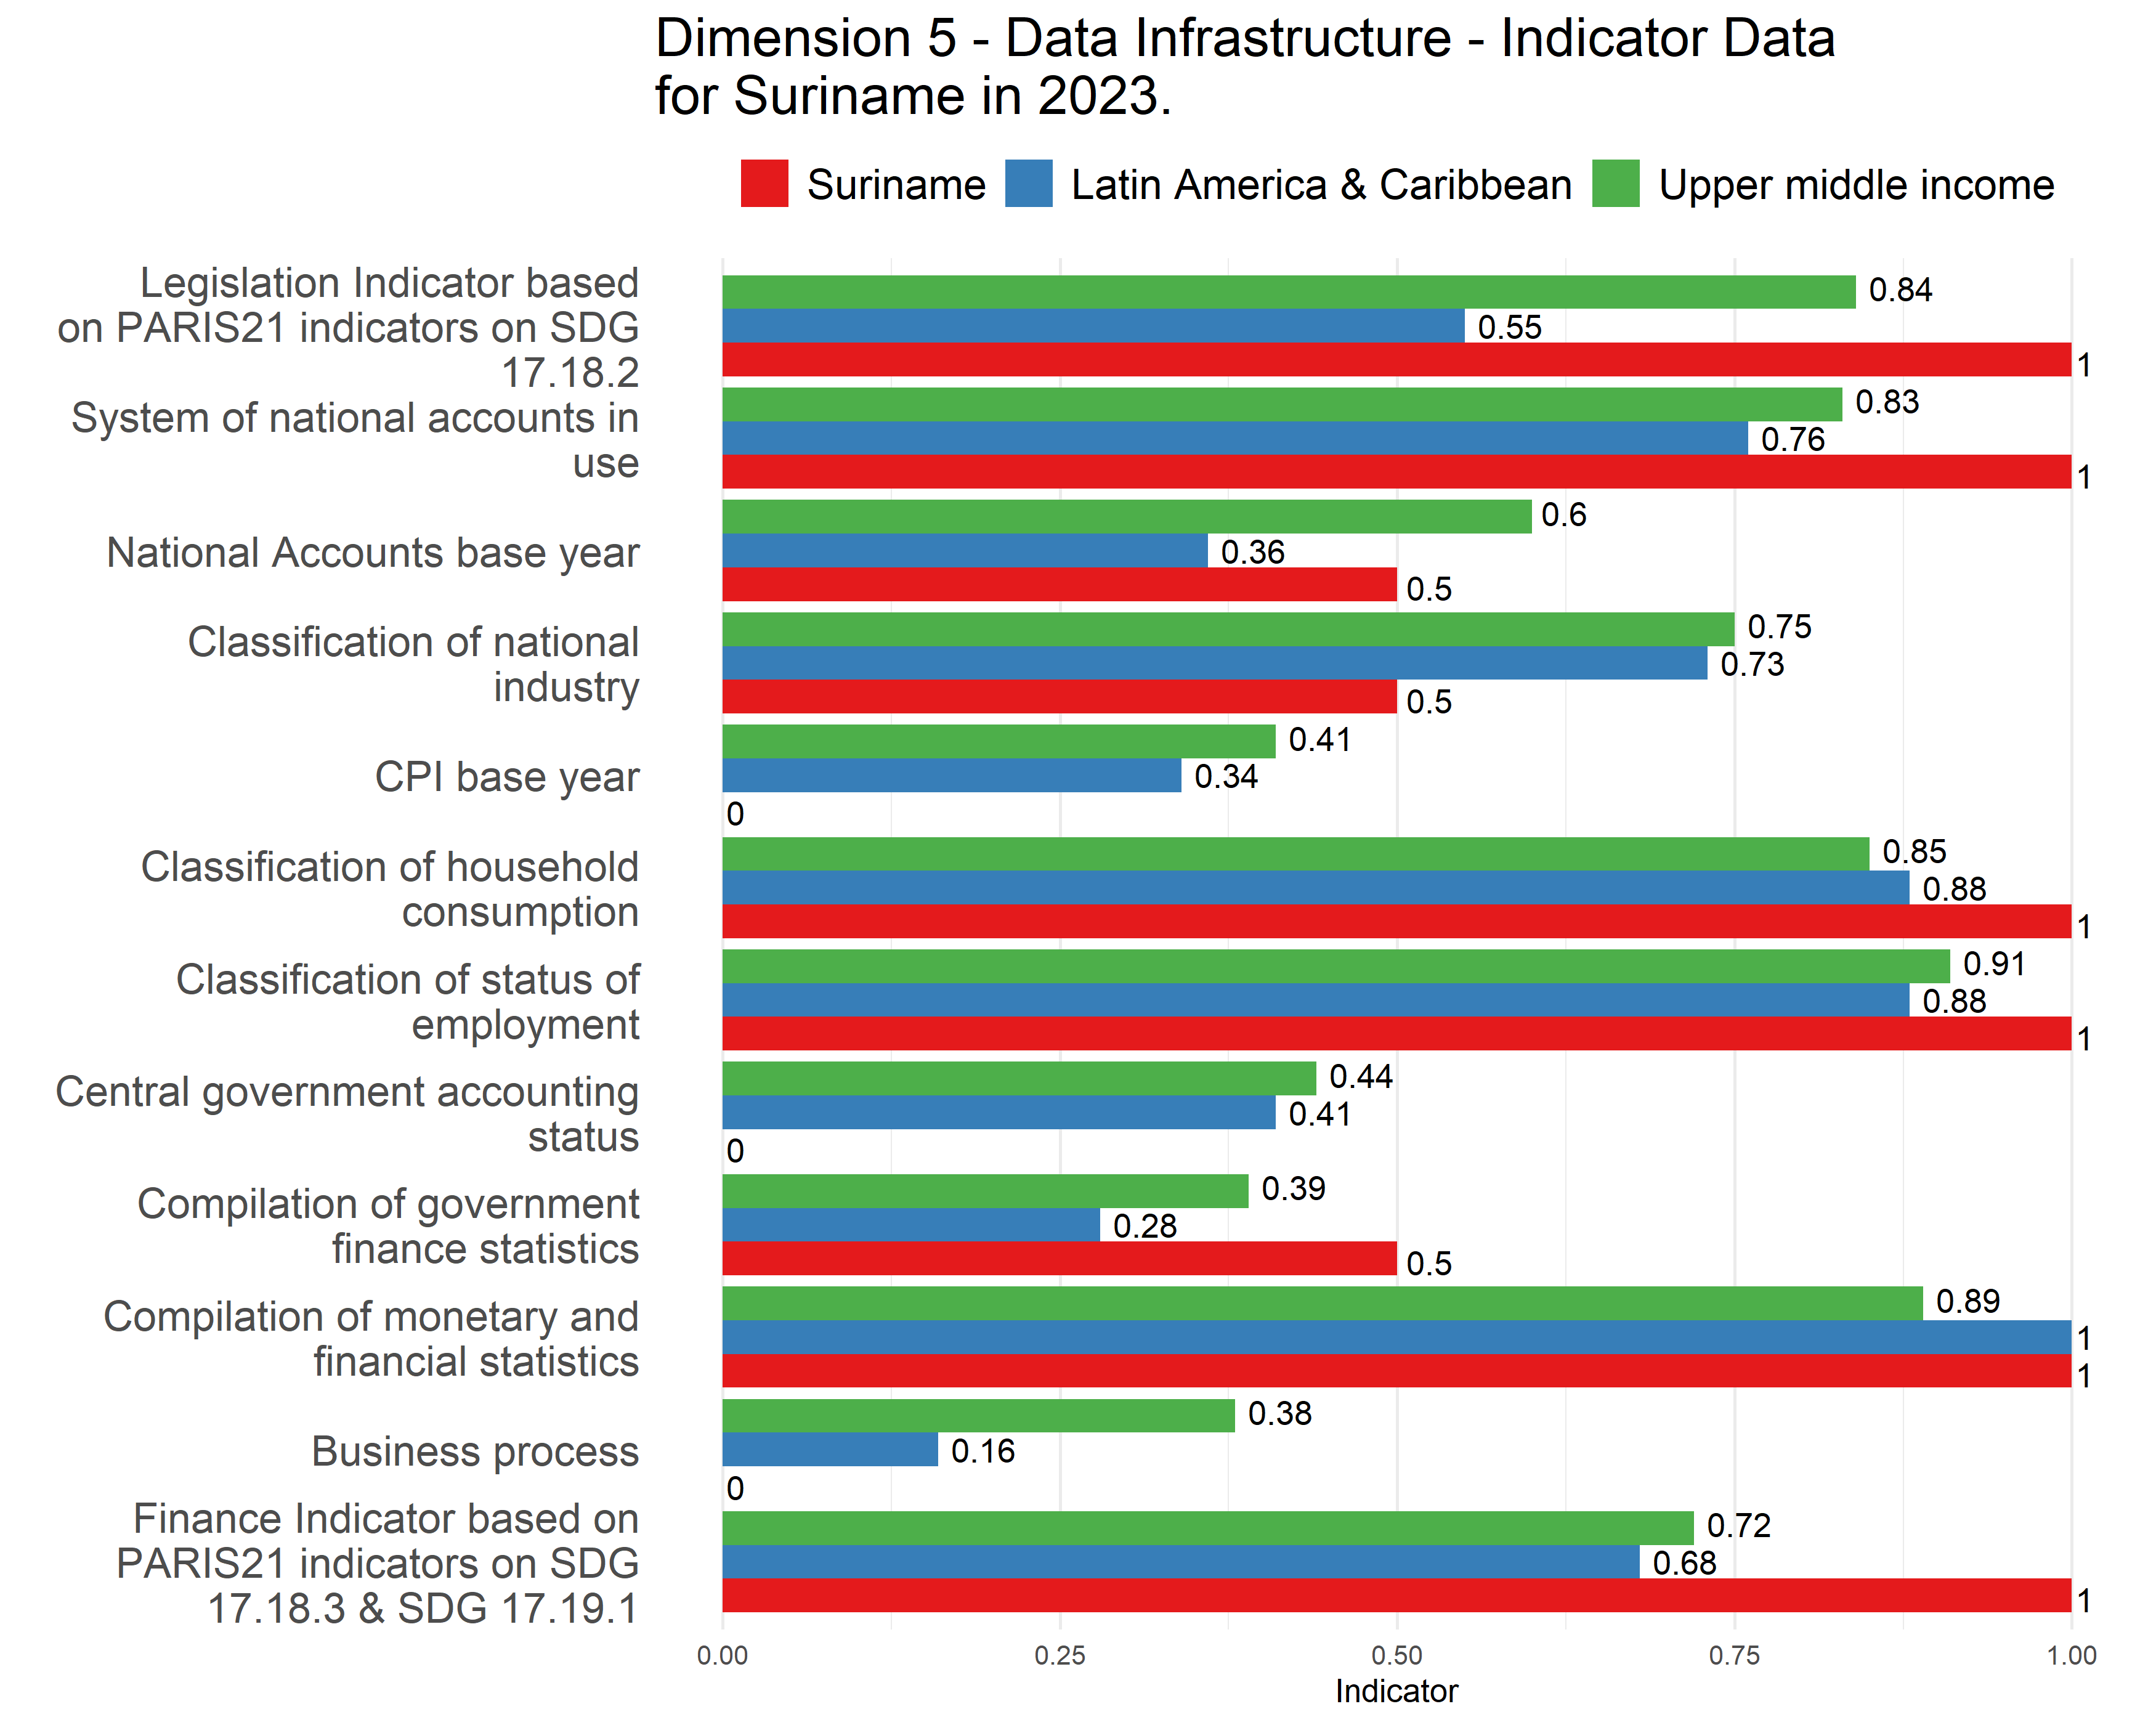 Dimension 5 - Data Infrastructure - Indicator Data
for Suriname in 2023.
Suriname
Latin America & Caribbean
Upper middle income
Legislation Indicator based
on PARIS21 indicators on SDG
17.18.2
0.84
0.55
1
System of national accounts in
use
0.83
0.76
1
National Accounts base year
0.6
0.36
0.5
Classification of national
industry
0.75
0.73
0.5
CPI base year
0.41
0.34
0
Classification of household
consumption
0.85
0.88
1
Classification of status of
employment
0.91
0.88
1
Central government accounting
status
0.44
0.41
0
Compilation of government
finance statistics
0.39
0.28
0.5
Compilation of monetary and
financial statistics
0.89
1
1
Business process
0.38
0.16
0
Finance Indicator based on
PARIS21 indicators on SDG
17.18.3 & SDG 17.19.1
0.72
0.68
1
0.00
0.25
0.50
0.75
1.00
Indicator